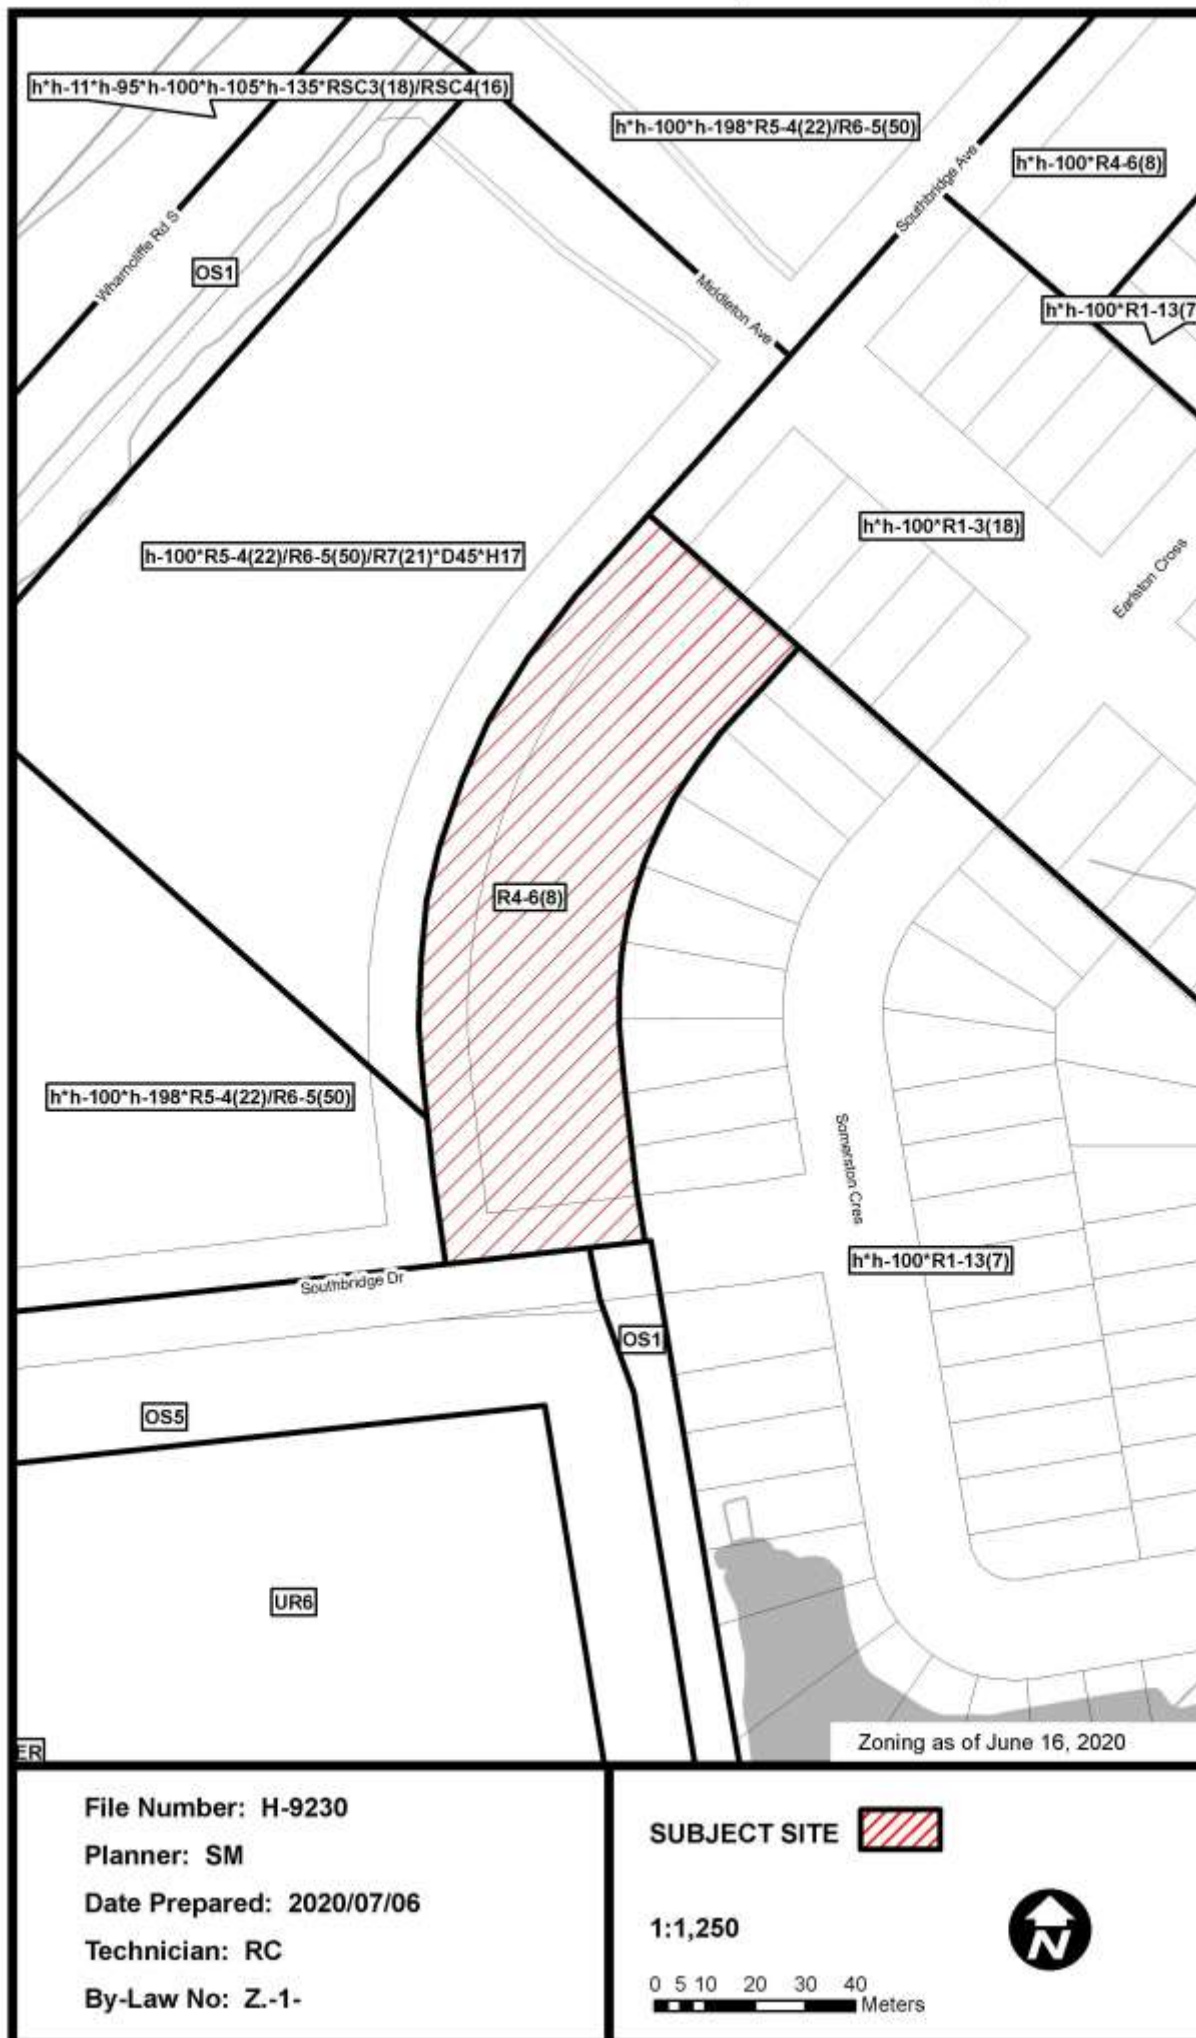 h*h-11*h-95*h-100*h-105*h-135*RSC3(18)/RSC4(16)
h*h-100*h-198*R5-4(22)/R6-5(50)
h*h-100*R4-6(8)
Southbridge Ave
Wharncliffe Rd S
OS1
Middleton Ave
h*h-100*R1-13(7
h*h-100*R1-3(18)
h-100*R5-4(22)/R6-5(50)/R7(21)*D45*H17
Earlston Cross
R4-6(8)
h*h-100*h-198*R5-4(22)/R6-5(50)
Somerston Cres
h*h-100*R1-13(7)
Southbridge Dr
OS1
OS5
UR6
Zoning as of June 16, 2020
ER
File Number: H-9230
Planner: SM
Date Prepared: 2020/07/06
Technician: RC
By-Law No: Z.-1-
SUBJECT SITE
1:1,250
N
0 5 10 20 30 40
Meters